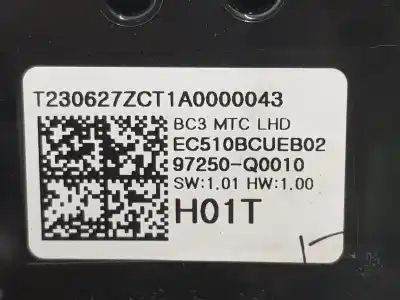 T230627ZCT1A0000043
BC3 MTC LHD
EC510BCUEB02
97250-Q0010
SW:1.01 HW:1.00
H01T